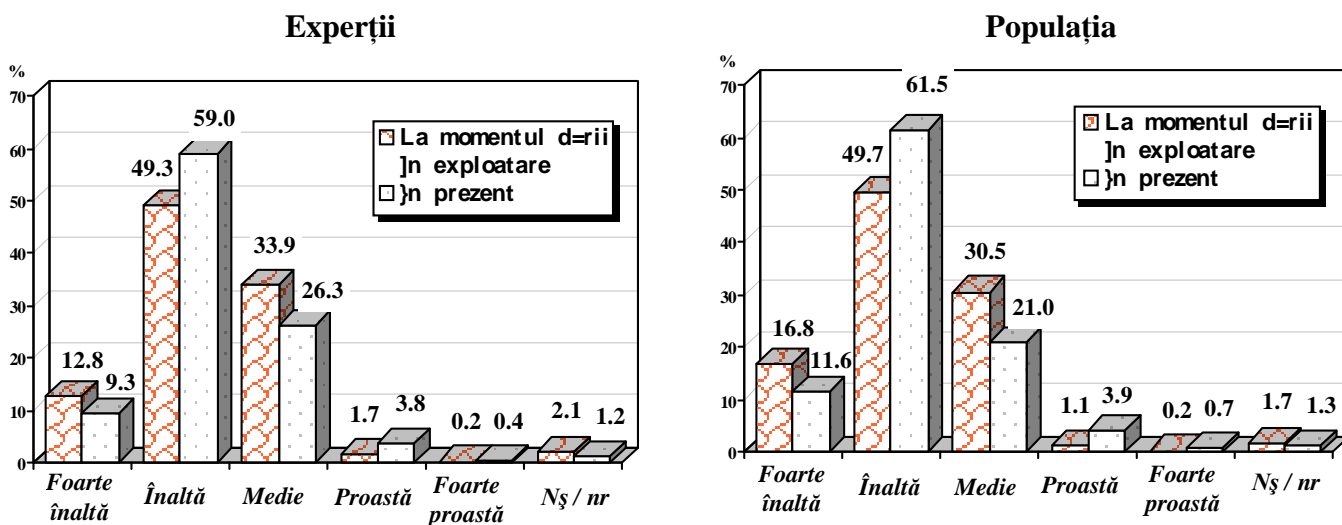 Experții
%
70
60
50
40
30
20
10
0
12.8
9.3
49.3
59.0
33.9
26.3
1.7
3.8
0.2
0.4
2.1
1.2
La momentul d=rii
]n exploatare
}n prezent
Foarte
înaltă
Înaltă
Medie
Proastă
Foarte
proastă
Nş / nr
Populația
%
70
60
50
40
30
20
10
0
16.8
11.6
49.7
61.5
30.5
21.0
1.1
3.9
0.2
0.7
1.7
1.3
La momentul d=rii
]n exploatare
}n prezent
Foarte
înaltă
Înaltă
Medie
Proastă
Foarte
proastă
Nş / nr